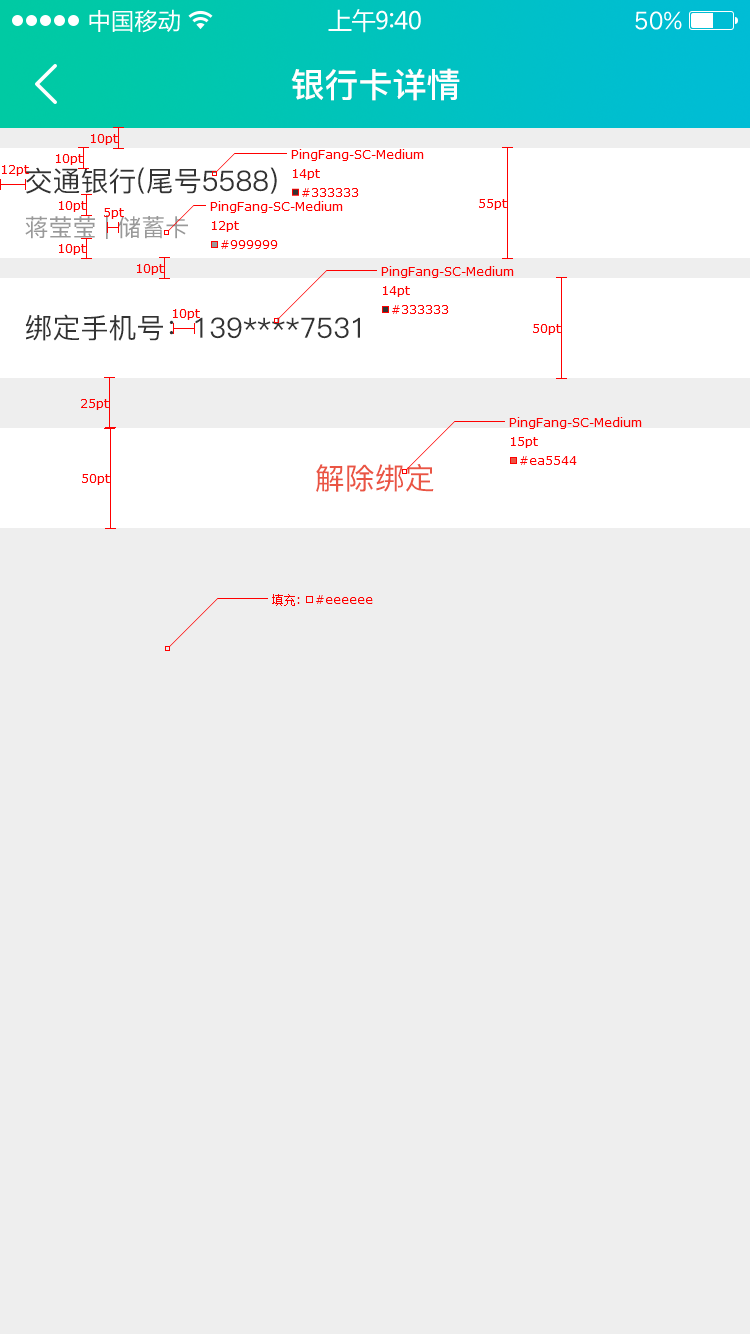 中国移动 上午9:40 50%
银行卡详情
10pt
10pt PingFang-SC-Medium
12pt 交通银行(尾号5588) 14pt
#333333
10pt 5pt PingFang-SC-Medium 55pt
蒋莹莹 | 储蓄卡 12pt
10pt #999999
10pt PingFang-SC-Medium
14pt
10pt #333333
绑定手机号: 139****7531 50pt
25pt
PingFang-SC-Medium
15pt
#ea5544
50pt 解除绑定
填充: #eeeeee